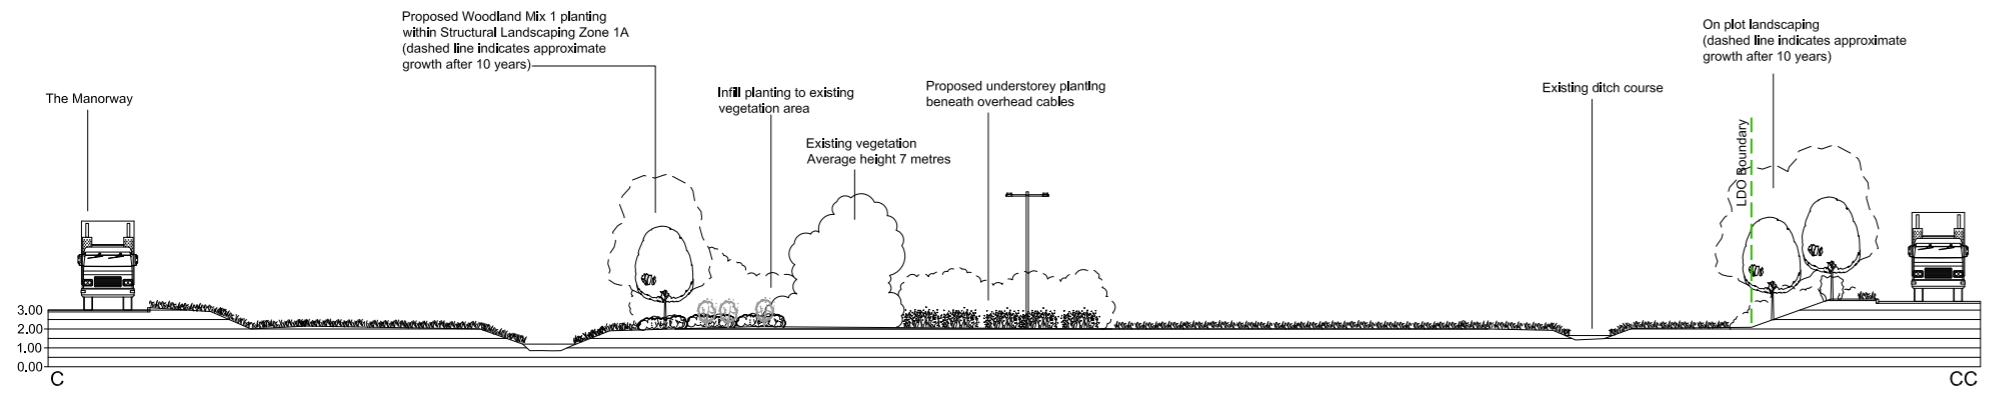 Proposed Woodland Mix 1 planting
within Structural Landscaping Zone 1A
(dashed line indicates approximate
growth after 10 years)
On plot landscaping
(dashed line indicates approximate
growth after 10 years)
The Manorway
Infill planting to existing
vegetation area
Proposed understorey planting
beneath overhead cables
Existing ditch course
Existing vegetation
Average height 7 metres
LDO Boundary
3.00
2.00
1.00
0.00
C
CC